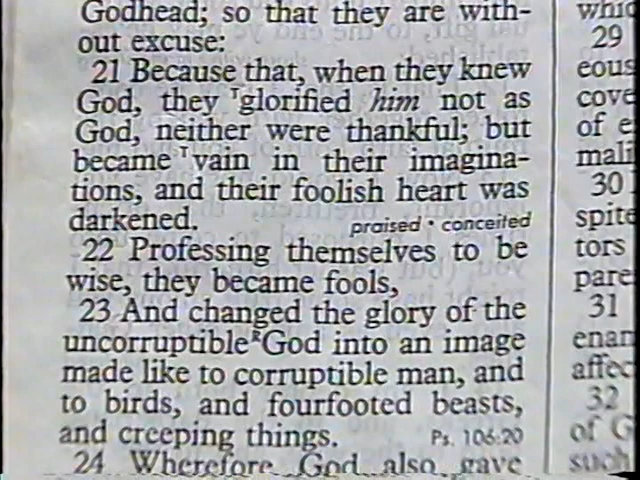 Godhead; so that they are with-
out excuse:
21 Because that, when they knew
God, they ᵀglorified him not as
God, neither were thankful; but
became ᵀvain in their imagina-
tions, and their foolish heart was
darkened. praised · conceited
22 Professing themselves to be
wise, they became fools,
23 And changed the glory of the
uncorruptible ᴿGod into an image
made like to corruptible man, and
to birds, and fourfooted beasts,
and creeping things. Ps. 106:20
24 Wherefore God also gave
29
eous
cove
of e
mali
30
spite
tors
pare
31
enan
affec
32
of G
such